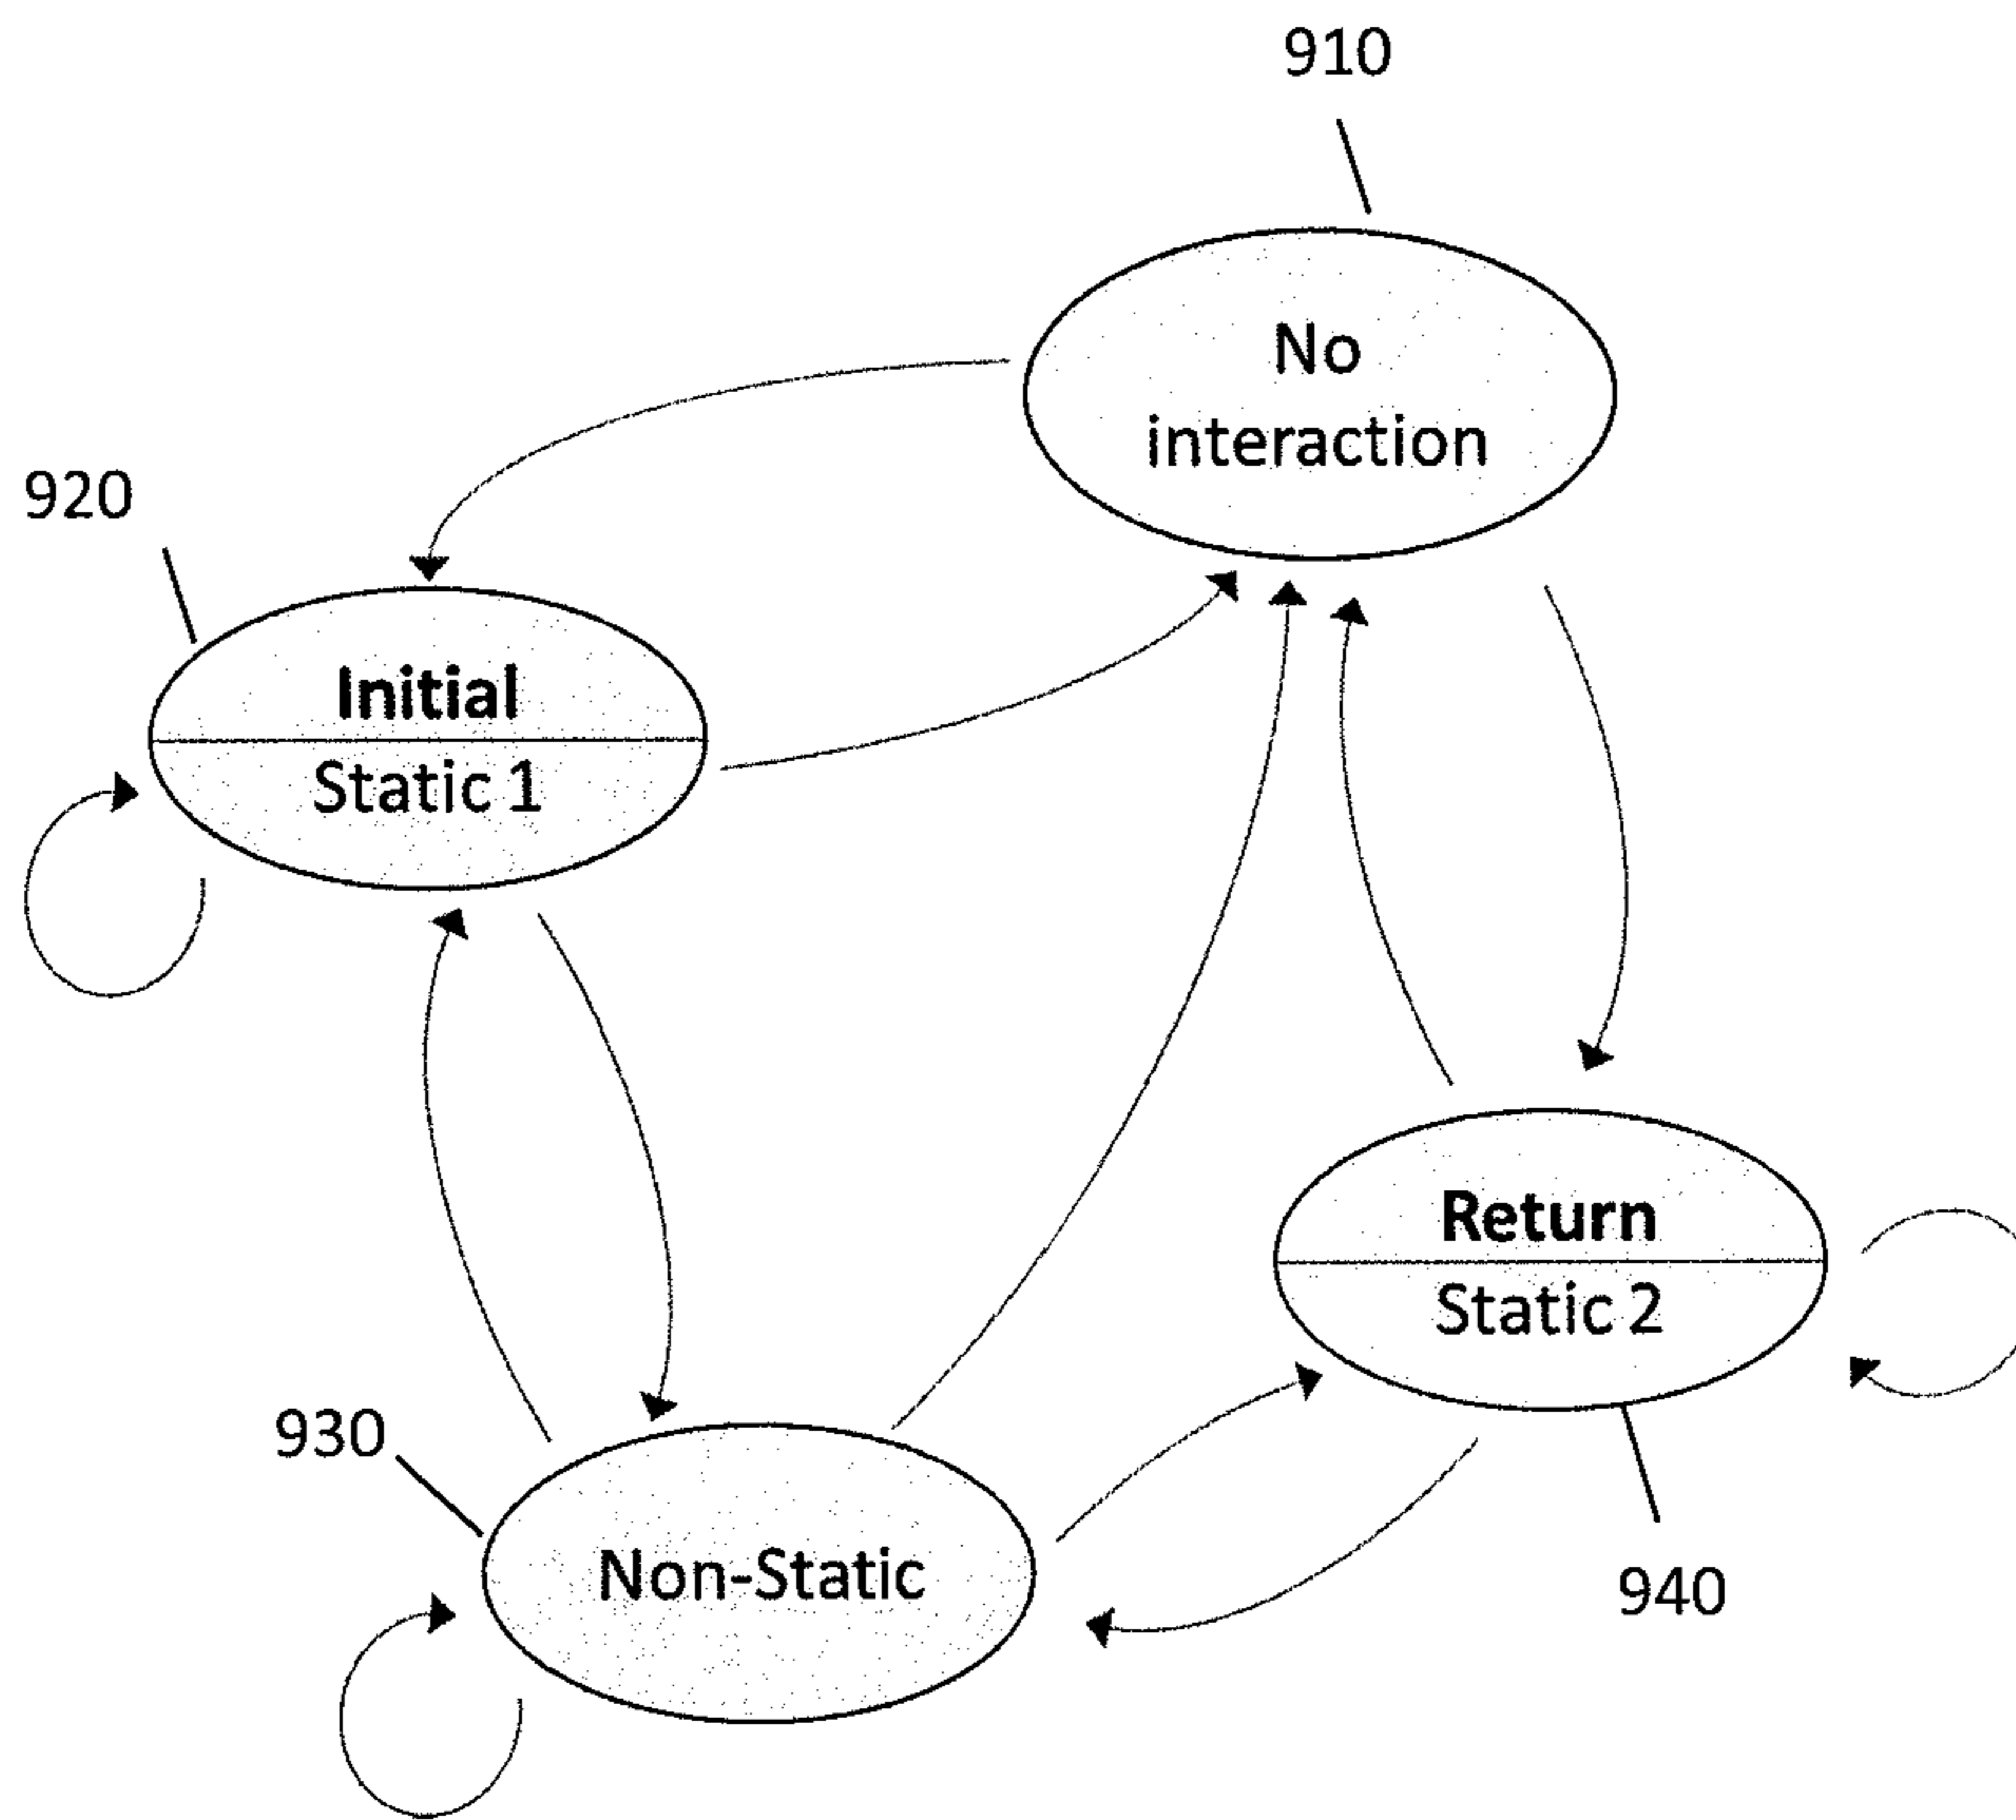 910
No
interaction
920
Initial
Static 1
Return
Static 2
930
Non-Static
940